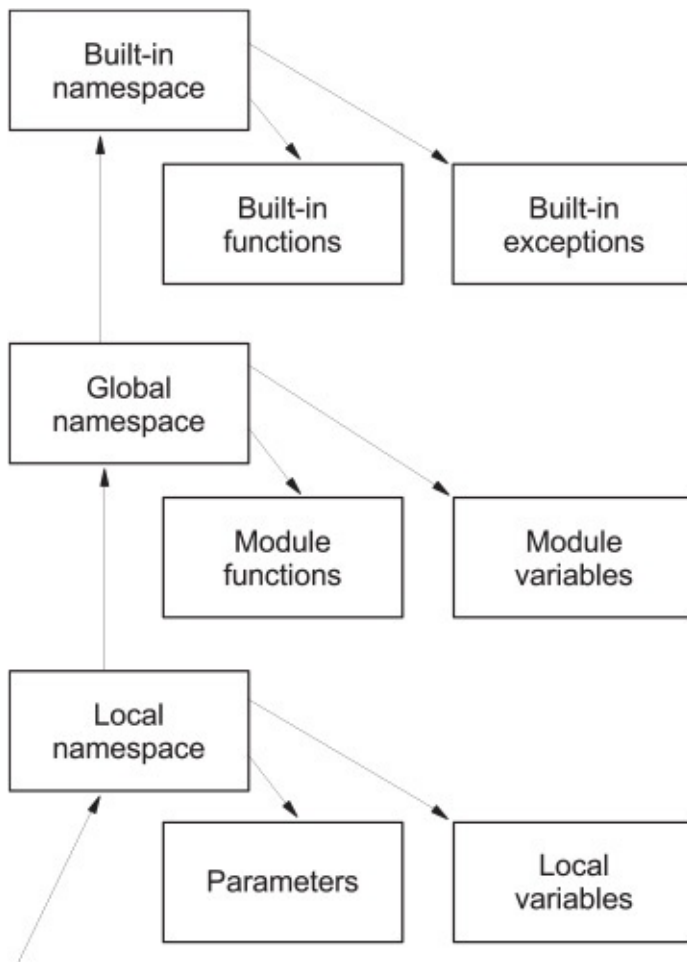 Built-in
namespace
Built-in
functions
Built-in
exceptions
Global
namespace
Module
functions
Module
variables
Local
namespace
Parameters
Local
variables